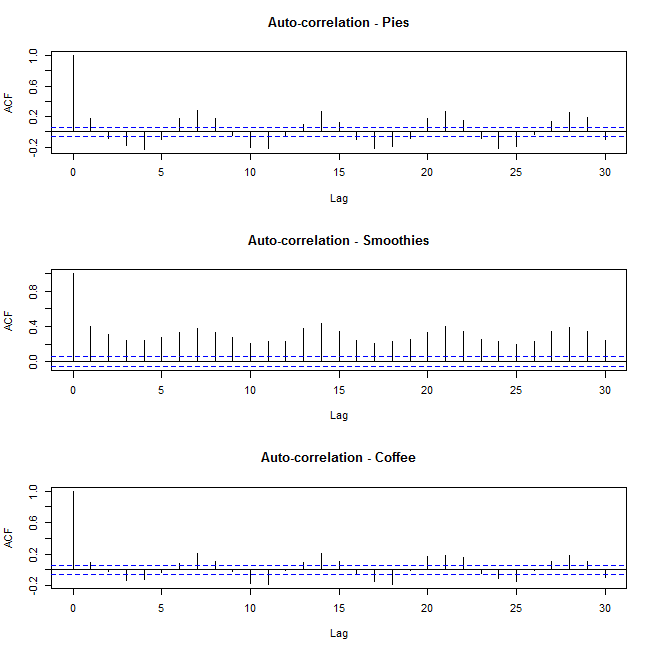 Auto-correlation - Pies
ACF
-0.2 0.2 0.6 1.0
0 5 10 15 20 25 30
Lag
Auto-correlation - Smoothies
ACF
0.0 0.4 0.8
0 5 10 15 20 25 30
Lag
Auto-correlation - Coffee
ACF
-0.2 0.2 0.6 1.0
0 5 10 15 20 25 30
Lag